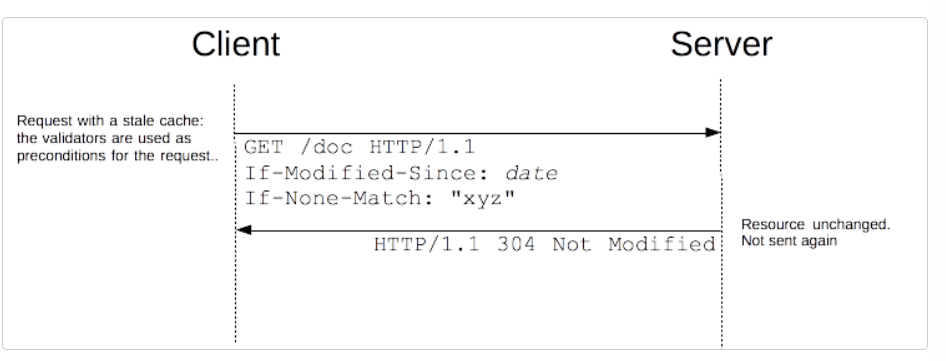 Client
Server
Request with a stale cache:
the validators are used as
preconditions for the request..
GET /doc HTTP/1.1
If-Modified-Since: date
If-None-Match: "xyz"
Resource unchanged.
Not sent again
HTTP/1.1 304 Not Modified